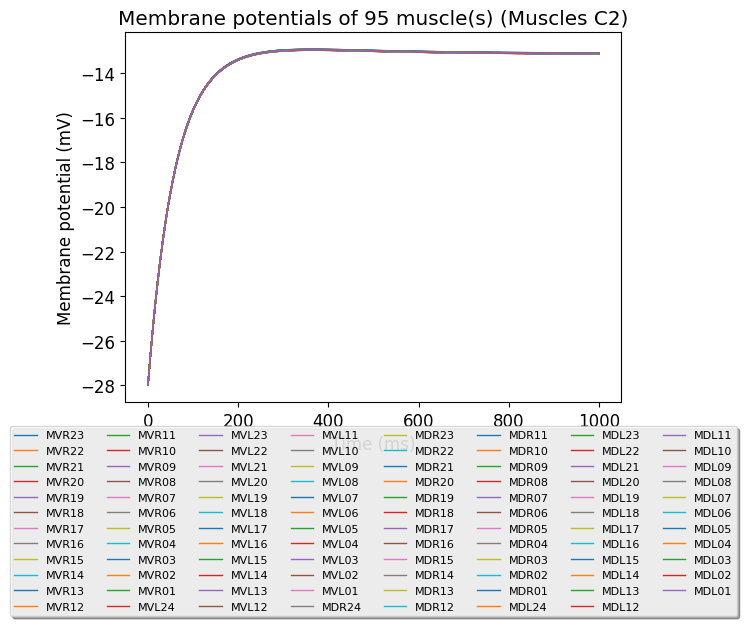 Membrane potentials of 95 muscle(s) (Muscles C2)
Membrane potential (mV)
−14
−16
−18
−20
−22
−24
−26
−28
0 200 400 600 800 1000
Time (ms)
MVR23 MVR11 MVL23 MVL11 MDR23 MDR11 MDL23 MDL11
MVR22 MVR10 MVL22 MVL10 MDR22 MDR10 MDL22 MDL10
MVR21 MVR09 MVL21 MVL09 MDR21 MDR09 MDL21 MDL09
MVR20 MVR08 MVL20 MVL08 MDR20 MDR08 MDL20 MDL08
MVR19 MVR07 MVL19 MVL07 MDR19 MDR07 MDL19 MDL07
MVR18 MVR06 MVL18 MVL06 MDR18 MDR06 MDL18 MDL06
MVR17 MVR05 MVL17 MVL05 MDR17 MDR05 MDL17 MDL05
MVR16 MVR04 MVL16 MVL04 MDR16 MDR04 MDL16 MDL04
MVR15 MVR03 MVL15 MVL03 MDR15 MDR03 MDL15 MDL03
MVR14 MVR02 MVL14 MVL02 MDR14 MDR02 MDL14 MDL02
MVR13 MVR01 MVL13 MVL01 MDR13 MDR01 MDL13 MDL01
MVR12 MVL24 MVL12 MDR24 MDR12 MDL24 MDL12